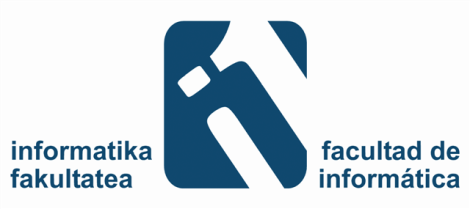 informatika
fakultatea
facultad de
informática